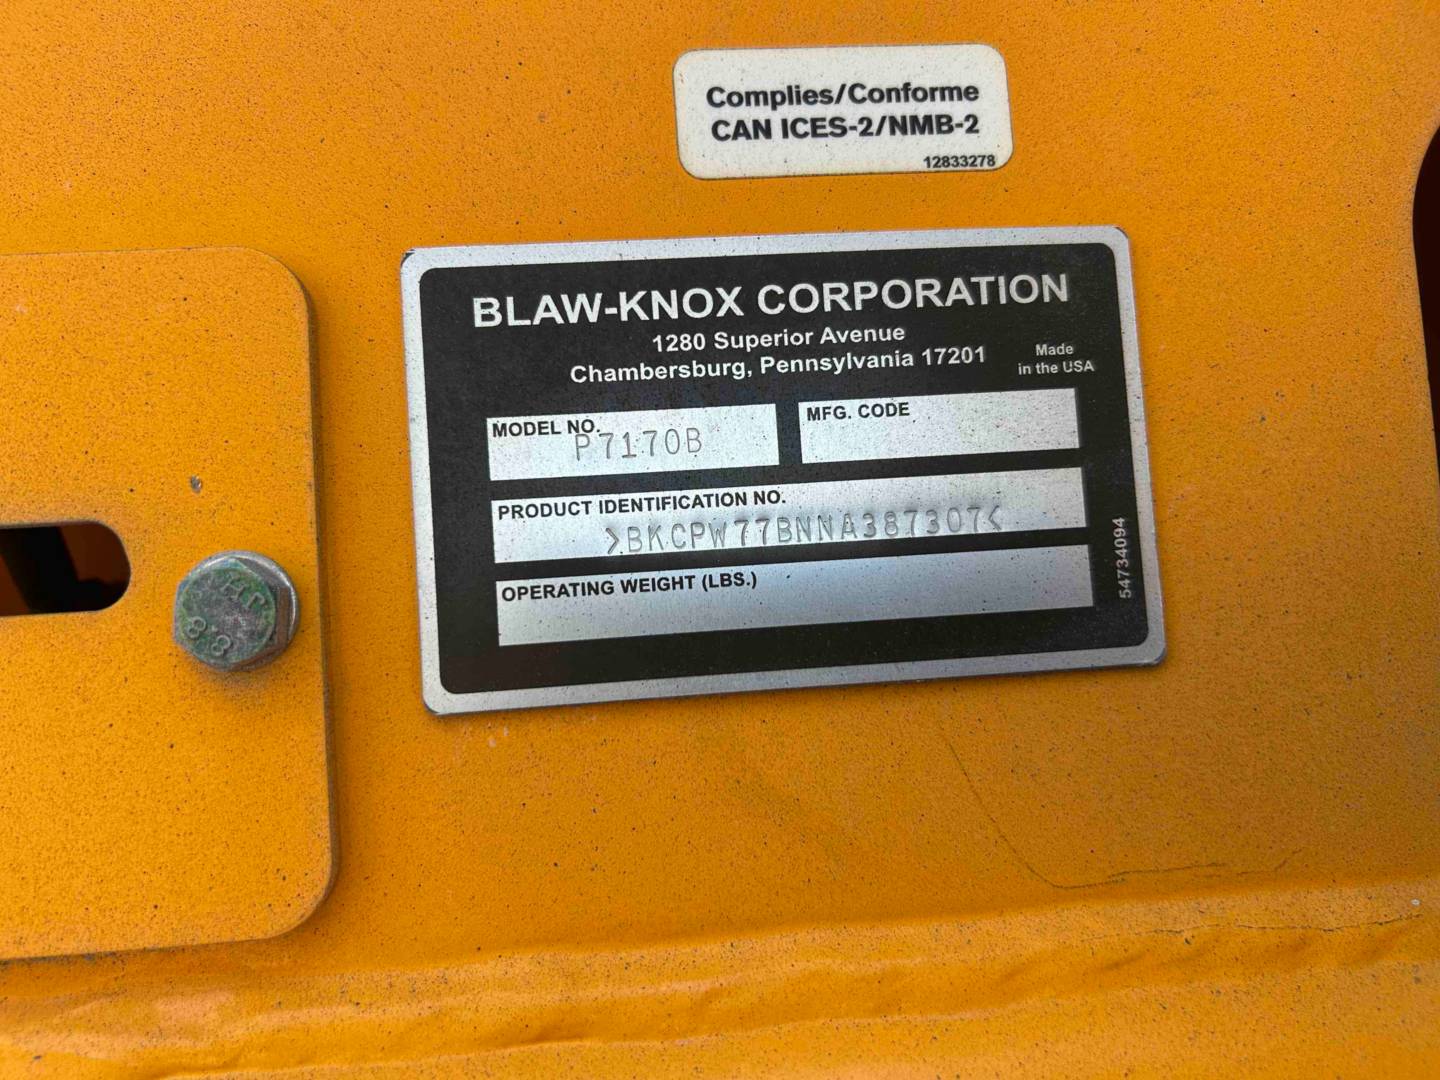 Complies/Conforme
CAN ICES-2/NMB-2
12833278
BLAW-KNOX CORPORATION
1280 Superior Avenue
Chambersburg, Pennsylvania 17201
Made
in the USA
MODEL NO.
P7170B
MFG. CODE
PRODUCT IDENTIFICATION NO.
>BKCPW77BNNA387307<
OPERATING WEIGHT (LBS.)
54734094
8.8